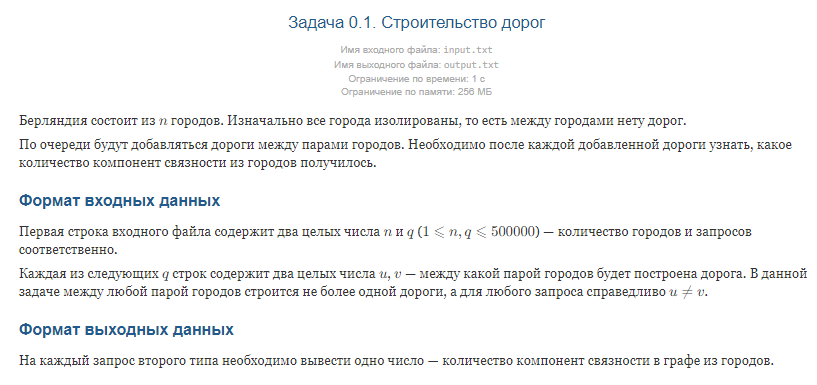 Задача 0.1. Строительство дорог
Имя входного файла: input.txt
Имя выходного файла: output.txt
Ограничение по времени: 1 с
Ограничение по памяти: 256 МБ
Берляндия состоит из n городов. Изначально все города изолированы, то есть между городами нету дорог.
По очереди будут добавляться дороги между парами городов. Необходимо после каждой добавленной дороги узнать, какое
количество компонент связности из городов получилось.
Формат входных данных
Первая строка входного файла содержит два целых числа n и q (1 ⩽ n, q ⩽ 500000) — количество городов и запросов
соответственно.
Каждая из следующих q строк содержит два целых числа u, v — между какой парой городов будет построена дорога. В данной
задаче между любой парой городов строится не более одной дороги, а для любого запроса справедливо u ≠ v.
Формат выходных данных
На каждый запрос второго типа необходимо вывести одно число — количество компонент связности в графе из городов.